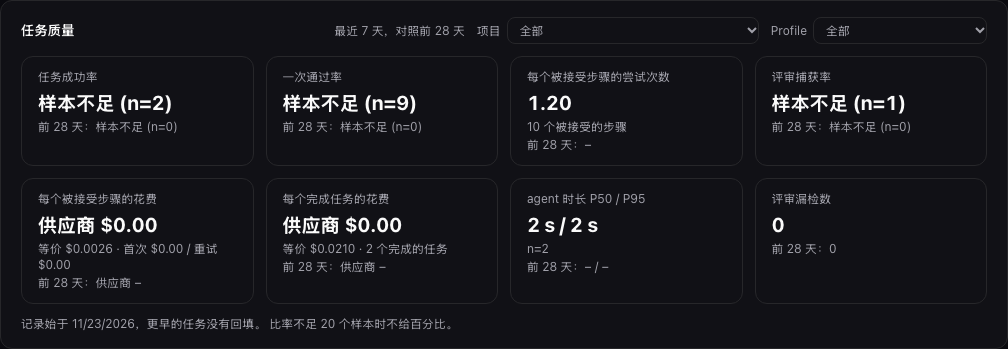 任务质量
最近 7 天，对照前 28 天 项目 全部 Profile 全部
任务成功率
样本不足 (n=2)
前 28 天：样本不足 (n=0)
一次通过率
样本不足 (n=9)
前 28 天：样本不足 (n=0)
每个被接受步骤的尝试次数
1.20
10 个被接受的步骤
前 28 天：–
评审捕获率
样本不足 (n=1)
前 28 天：样本不足 (n=0)
每个被接受步骤的花费
供应商 $0.00
等价 $0.0026 · 首次 $0.00 / 重试
$0.00
前 28 天：供应商 –
每个完成任务的花费
供应商 $0.00
等价 $0.0210 · 2 个完成的任务
前 28 天：供应商 –
agent 时长 P50 / P95
2 s / 2 s
n=2
前 28 天：– / –
评审漏检数
0
前 28 天：0
记录始于 11/23/2026，更早的任务没有回填。 比率不足 20 个样本时不给百分比。